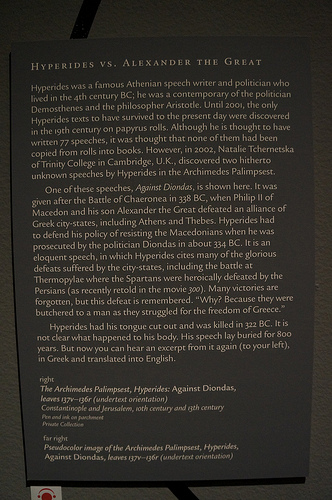 HYPERIDES VS. ALEXANDER THE GREAT
Hyperides was a famous Athenian speech writer and politician who
lived in the 4th century BC; he was a contemporary of the politician
Demosthenes and the philosopher Aristotle. Until 2001, the only
Hyperides texts to have survived to the present day were discovered
in the 19th century on papyrus rolls. Although he is thought to have
written 77 speeches, it was thought that none of them had been
copied from rolls into books. However, in 2002, Natalie Tchernetska
of Trinity College in Cambridge, U.K., discovered two hitherto
unknown speeches by Hyperides in the Archimedes Palimpsest.
One of these speeches, Against Diondas, is shown here. It was
given after the Battle of Chaeronea in 338 BC, when Philip II of
Macedon and his son Alexander the Great defeated an alliance of
Greek city-states, including Athens and Thebes. Hyperides had
to defend his policy of resisting the Macedonians when he was
prosecuted by the politician Diondas in about 334 BC. It is an
eloquent speech, in which Hyperides cites many of the glorious
defeats suffered by the city-states, including the battle at
Thermopylae where the Spartans were heroically defeated by the
Persians (as recently retold in the movie 300). Many victories are
forgotten, but this defeat is remembered. "Why? Because they were
butchered to a man as they struggled for the freedom of Greece."
Hyperides had his tongue cut out and was killed in 322 BC. It is
not clear what happened to his body. His speech lay buried for 800
years. But now you can hear an excerpt from it again (to your left),
in Greek and translated into English.
right
The Archimedes Palimpsest, Hyperides: Against Diondas,
leaves 137v–136r (undertext orientation)
Constantinople and Jerusalem, 10th century and 13th century
Pen and ink on parchment
Private Collection
far right
Pseudocolor image of the Archimedes Palimpsest, Hyperides,
Against Diondas, leaves 137v–136r (undertext orientation)